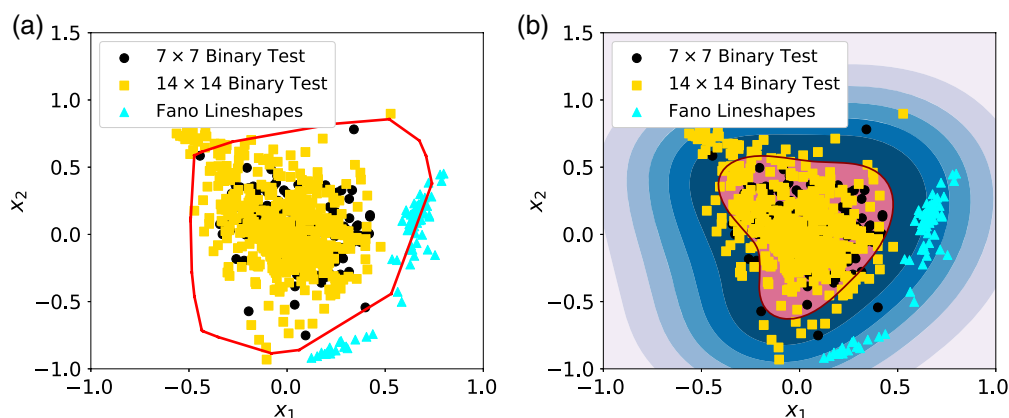 (a)
1.5
1.0
0.5
0.0
−0.5
−1.0
x₂
7 × 7 Binary Test
14 × 14 Binary Test
Fano Lineshapes
−1.0 −0.5 0.0 0.5 1.0
x₁
(b)
1.5
1.0
0.5
0.0
−0.5
−1.0
x₂
7 × 7 Binary Test
14 × 14 Binary Test
Fano Lineshapes
−1.0 −0.5 0.0 0.5 1.0
x₁